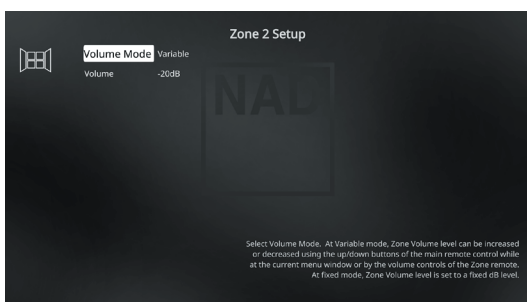 Zone 2 Setup
Volume Mode Variable
Volume -20dB
NAD
Select Volume Mode. At Variable mode, Zone Volume level can be increased
or decreased using the up/down buttons of the main remote control while
at the current menu window or by the volume controls of the Zone remote.
At fixed mode, Zone Volume level is set to a fixed dB level.